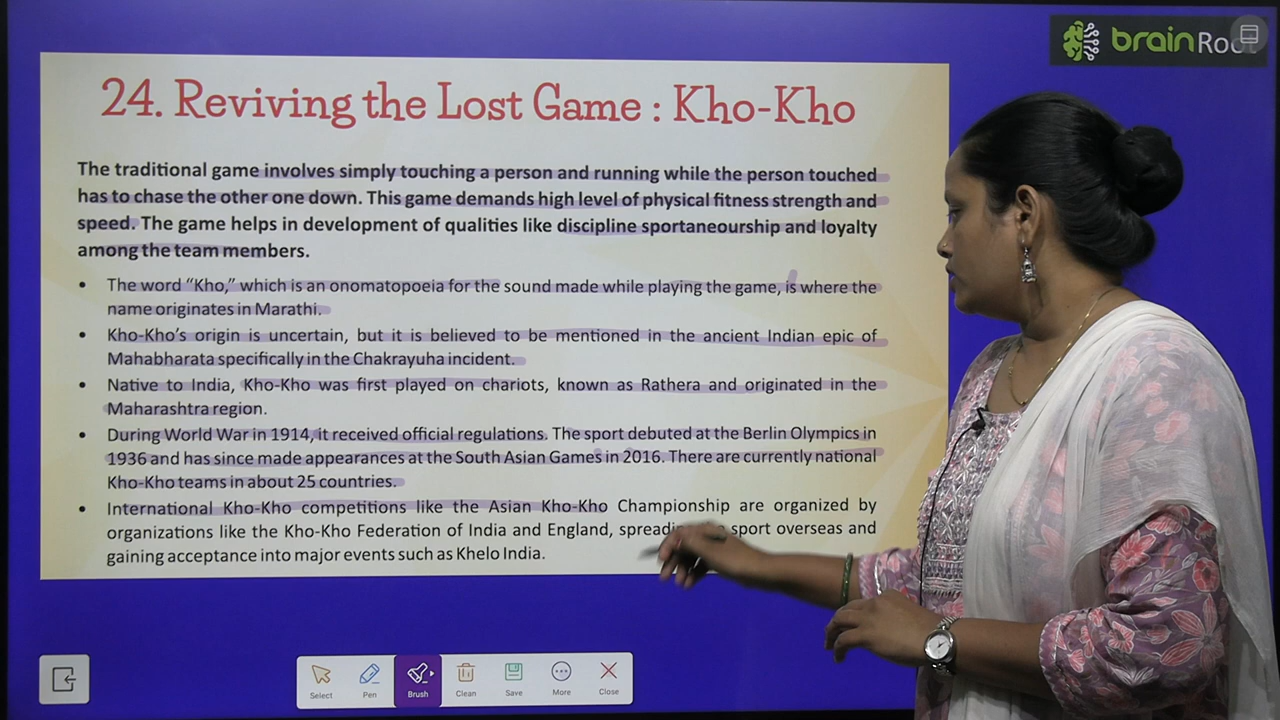 brainRoo
24. Reviving the Lost Game : Kho-Kho
The traditional game involves simply touching a person and running while the person touched
has to chase the other one down. This game demands high level of physical fitness strength and
speed. The game helps in development of qualities like discipline sportaneourship and loyalty
among the team members.
• The word “Kho,” which is an onomatopoeia for the sound made while playing the game, is where the
name originates in Marathi.
• Kho-Kho’s origin is uncertain, but it is believed to be mentioned in the ancient Indian epic of
Mahabharata specifically in the Chakrayuha incident.
• Native to India, Kho-Kho was first played on chariots, known as Rathera and originated in the
Maharashtra region.
• During World War in 1914, it received official regulations. The sport debuted at the Berlin Olympics in
1936 and has since made appearances at the South Asian Games in 2016. There are currently national
Kho-Kho teams in about 25 countries.
• International Kho-Kho competitions like the Asian Kho-Kho Championship are organized by
organizations like the Kho-Kho Federation of India and England, sport overseas and
gaining acceptance into major events such as Khelo India.
Select Pen Brush Clean Save More Close